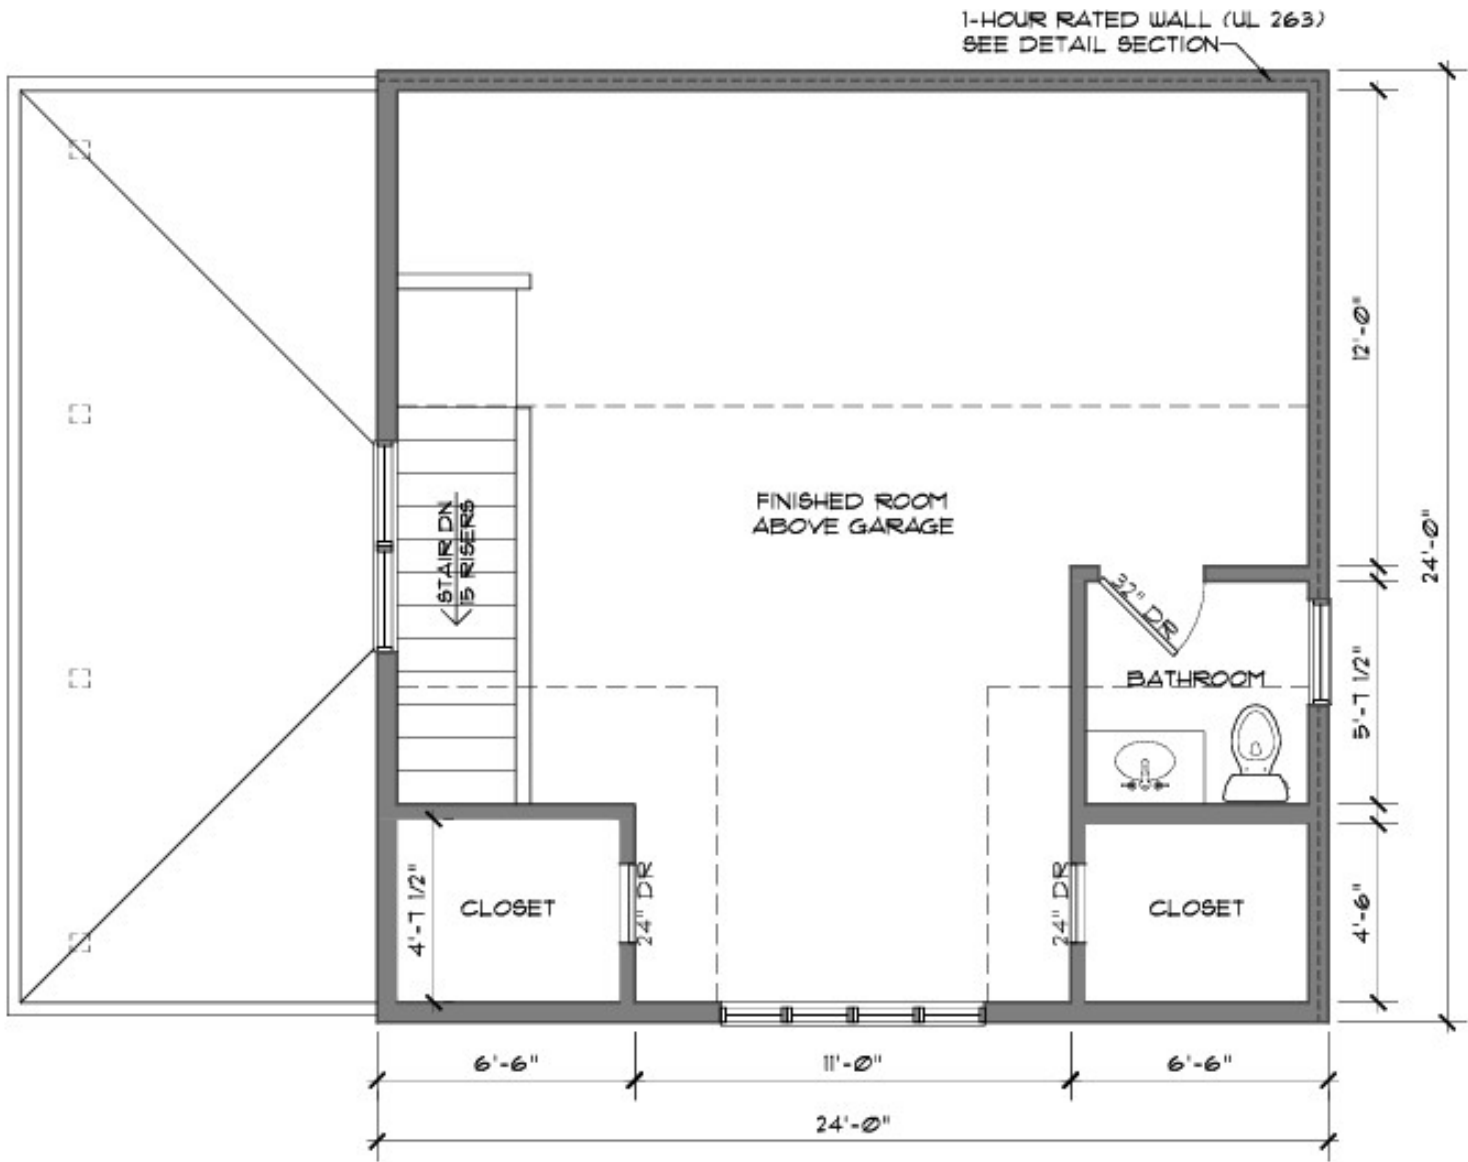 1-HOUR RATED WALL (UL 263)
SEE DETAIL SECTION
12'-0"
FINISHED ROOM
ABOVE GARAGE
STAIR DN
15 RISERS
24'-0"
32" DR
BATHROOM
5'-7 1/2"
4'-7 1/2"
CLOSET
24" DR
24" DR
CLOSET
4'-6"
6'-6"
11'-0"
6'-6"
24'-0"